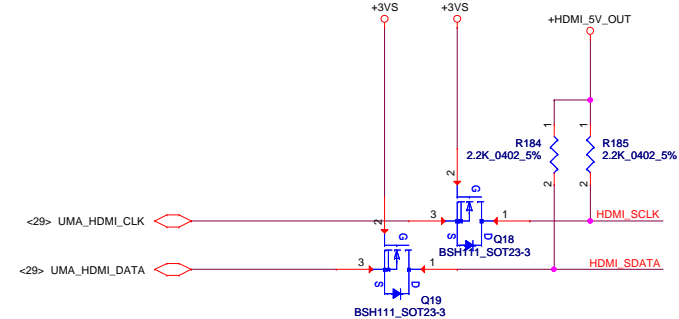 +3VS
+3VS
+HDMI_5V_OUT
1
1
R184
2.2K_0402_5%
R185
2.2K_0402_5%
2
2
2
G
<29> UMA_HDMI_CLK
3
1
HDMI_SCLK
S
D
Q18
BSH111_SOT23-3
2
G
<29> UMA_HDMI_DATA
3
1
HDMI_SDATA
S
D
Q19
BSH111_SOT23-3